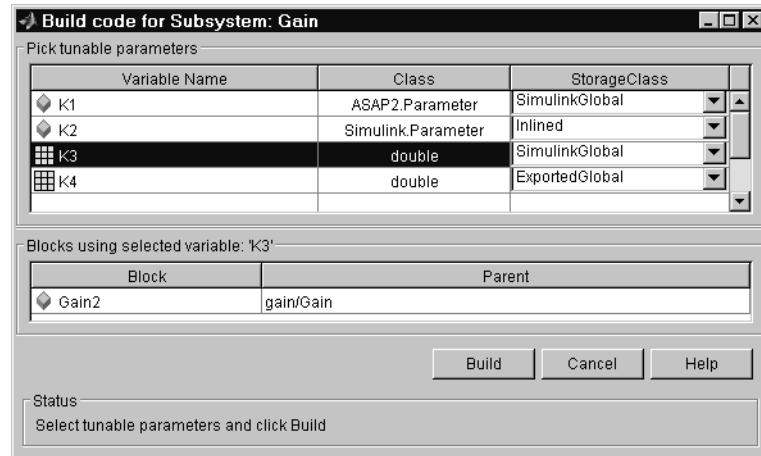 Build code for Subsystem: Gain
Pick tunable parameters
Variable Name Class StorageClass
K1 ASAP2.Parameter SimulinkGlobal
K2 Simulink.Parameter Inlined
K3 double SimulinkGlobal
K4 double ExportedGlobal
Blocks using selected variable: 'K3'
Block Parent
Gain2 gain/Gain
Build Cancel Help
Status
Select tunable parameters and click Build